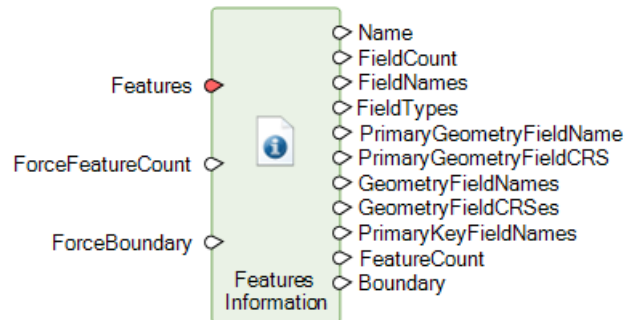 Features
ForceFeatureCount
ForceBoundary
Features
Information
Name
FieldCount
FieldNames
FieldTypes
PrimaryGeometryFieldName
PrimaryGeometryFieldCRS
GeometryFieldNames
GeometryFieldCRSes
PrimaryKeyFieldNames
FeatureCount
Boundary